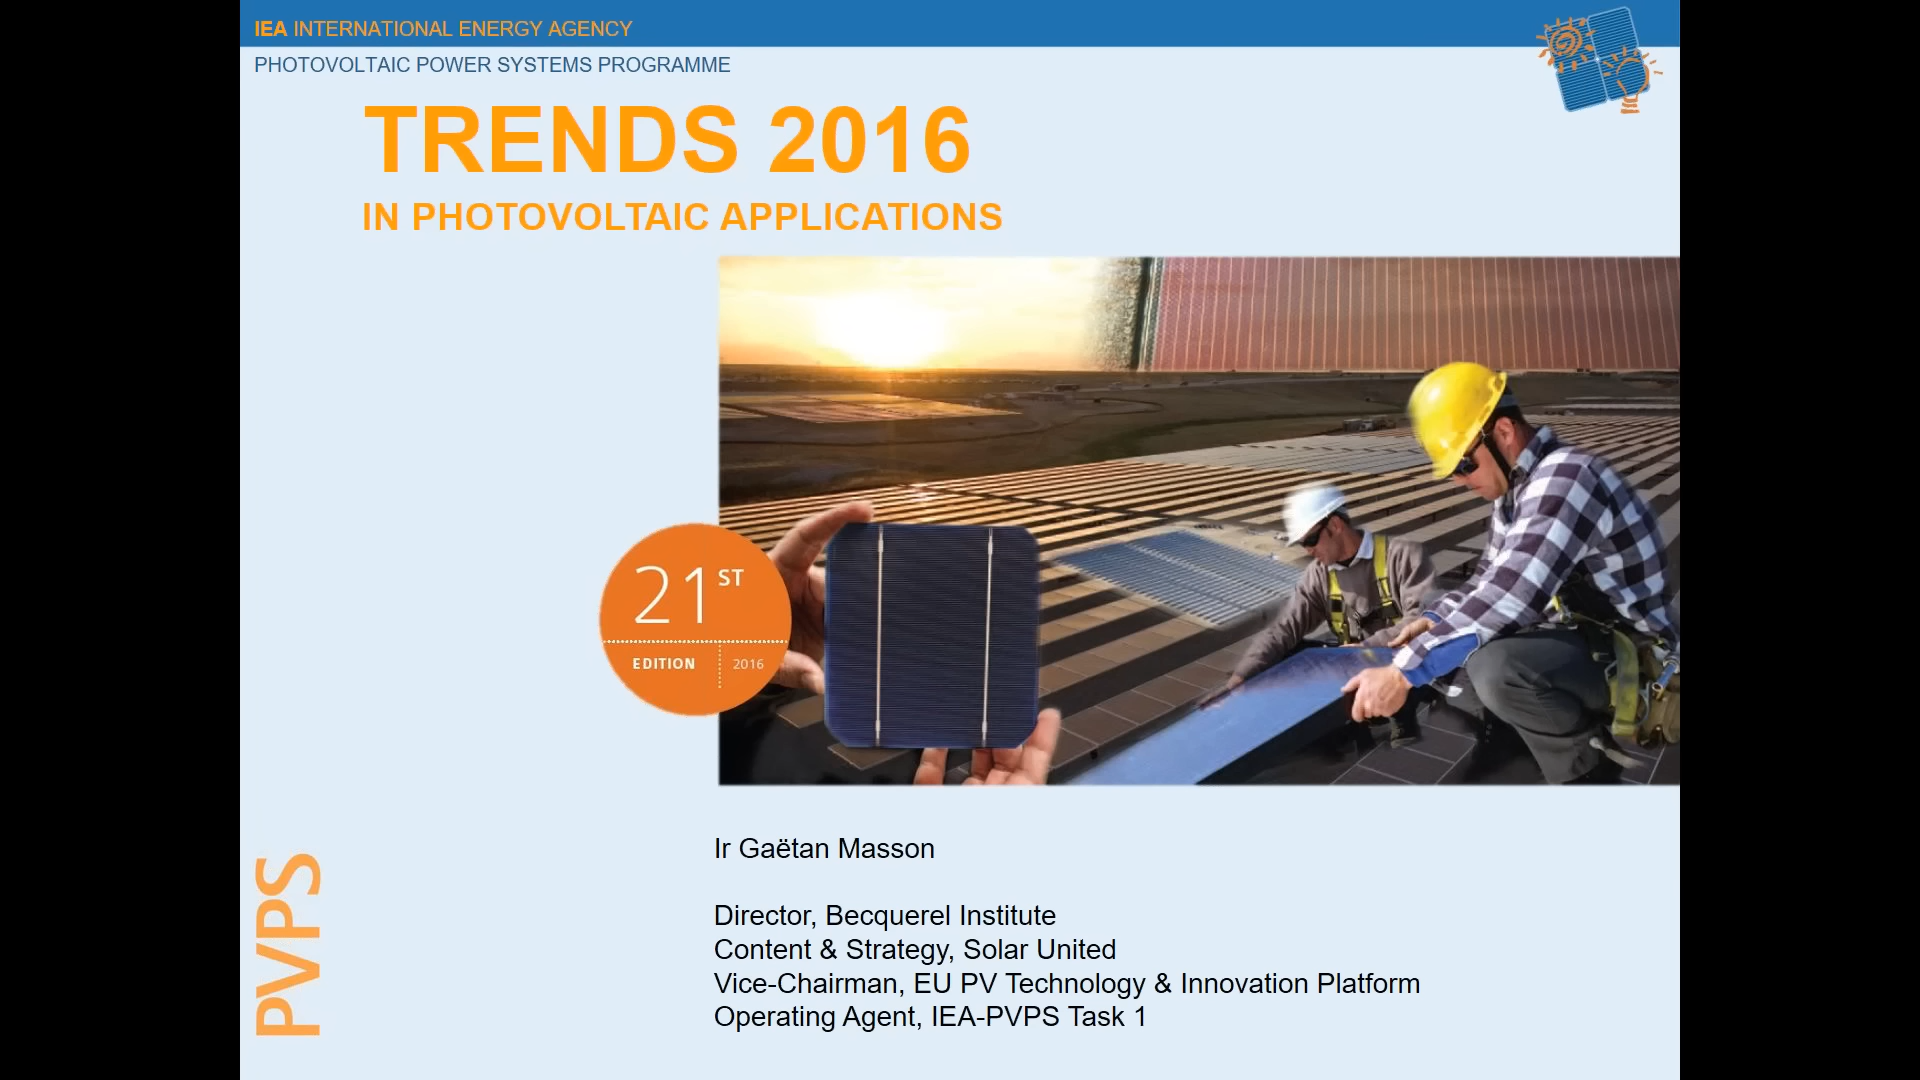 IEA INTERNATIONAL ENERGY AGENCY
PHOTOVOLTAIC POWER SYSTEMS PROGRAMME
TRENDS 2016
IN PHOTOVOLTAIC APPLICATIONS
21ST
EDITION 2016
Ir Gaëtan Masson
Director, Becquerel Institute
Content & Strategy, Solar United
Vice-Chairman, EU PV Technology & Innovation Platform
Operating Agent, IEA-PVPS Task 1
PVPS